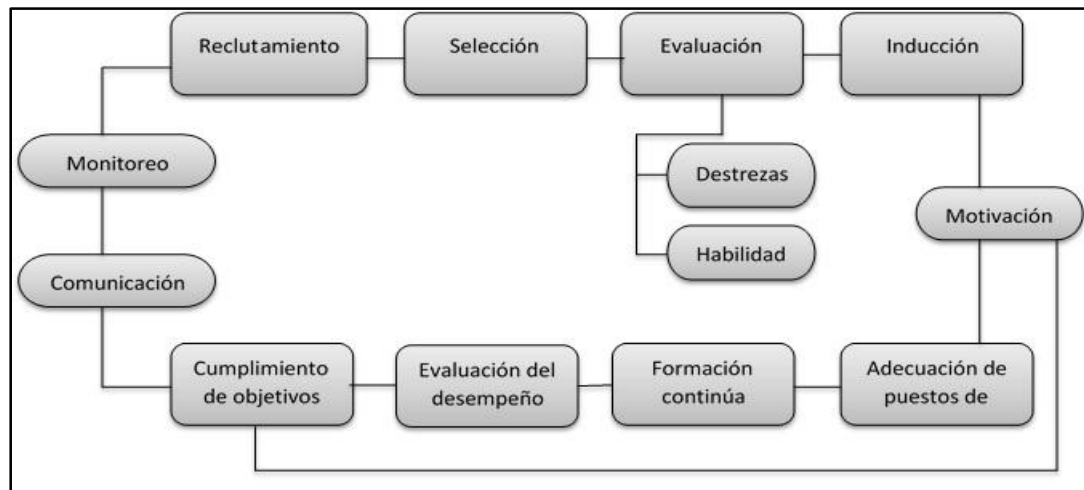 Reclutamiento
Selección
Evaluación
Inducción
Monitoreo
Destrezas
Motivación
Habilidad
Comunicación
Cumplimiento
de objetivos
Evaluación del
desempeño
Formación
continúa
Adecuación de
puestos de